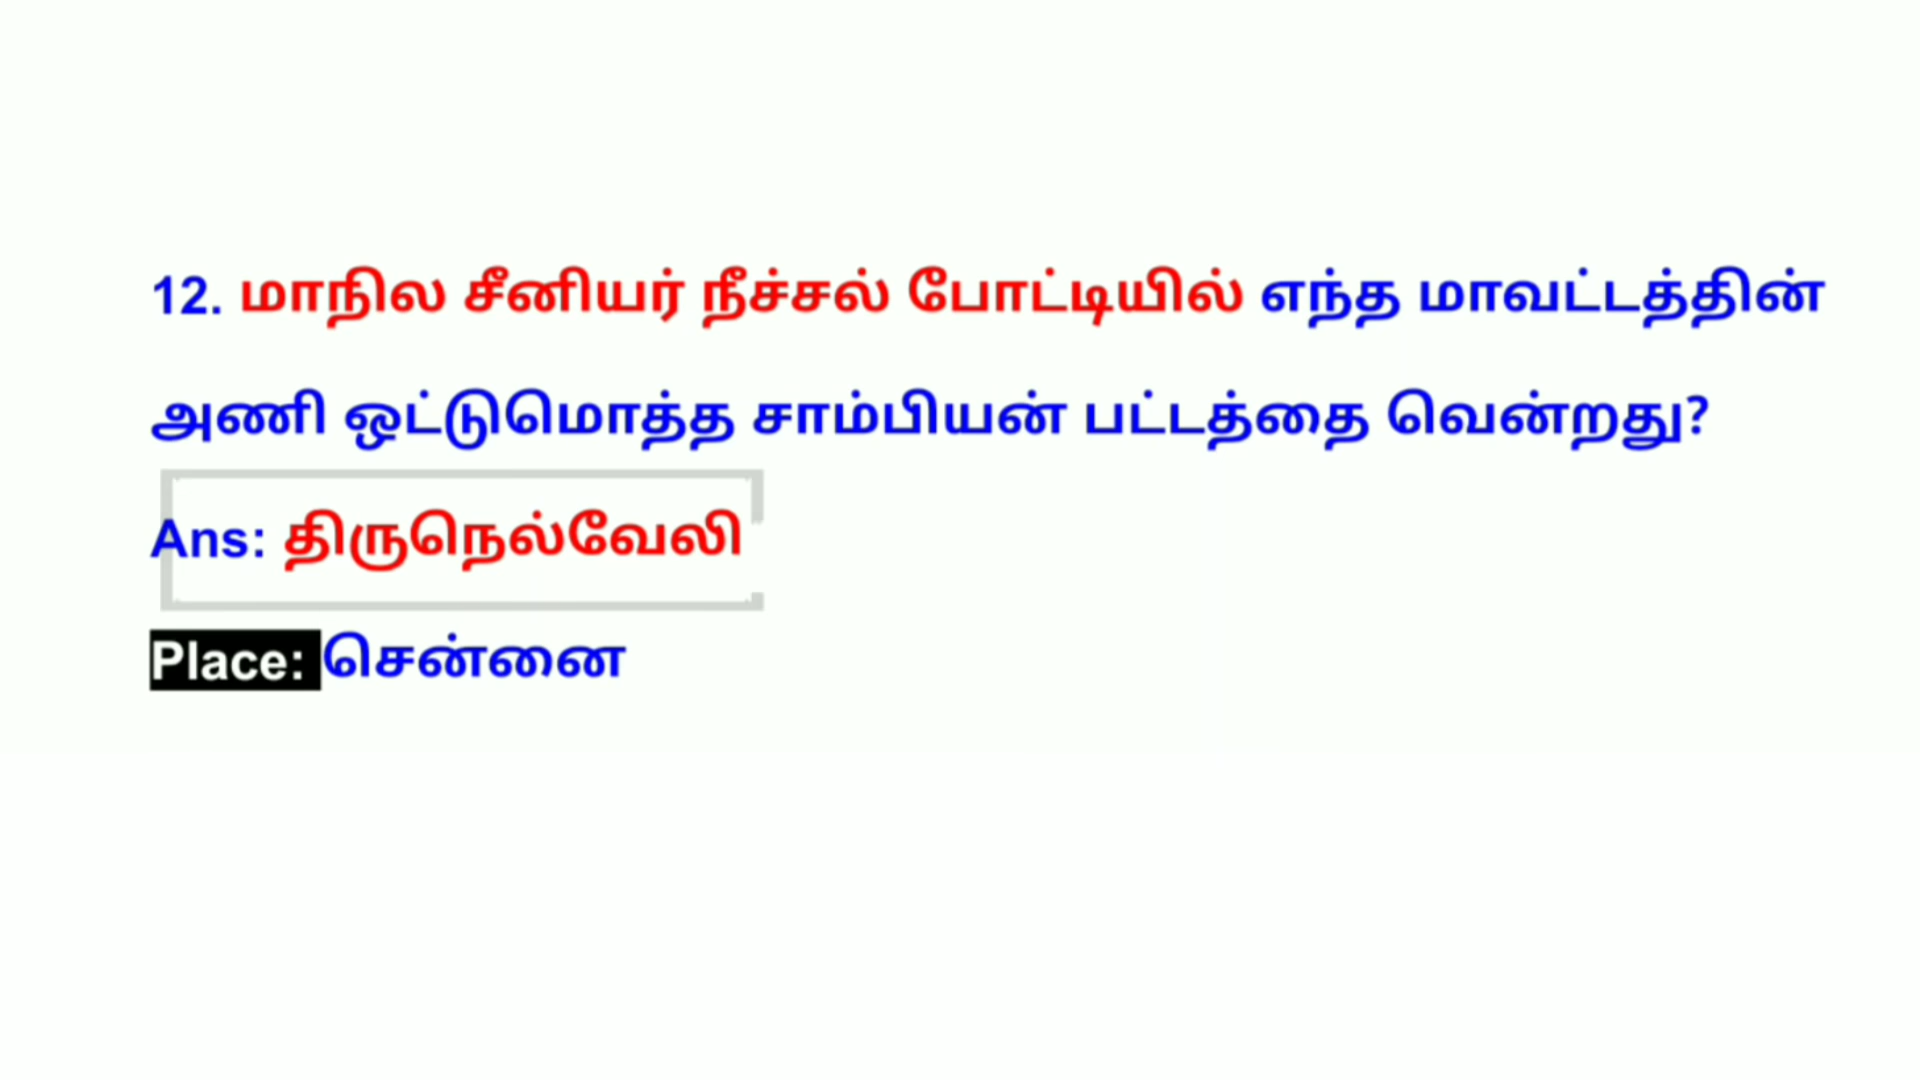 12. மாநில சீனியர் நீச்சல் போட்டியில் எந்த மாவட்டத்தின்
அணி ஒட்டுமொத்த சாம்பியன் பட்டத்தை வென்றது?
Ans: திருநெல்வேலி
Place: சென்னை